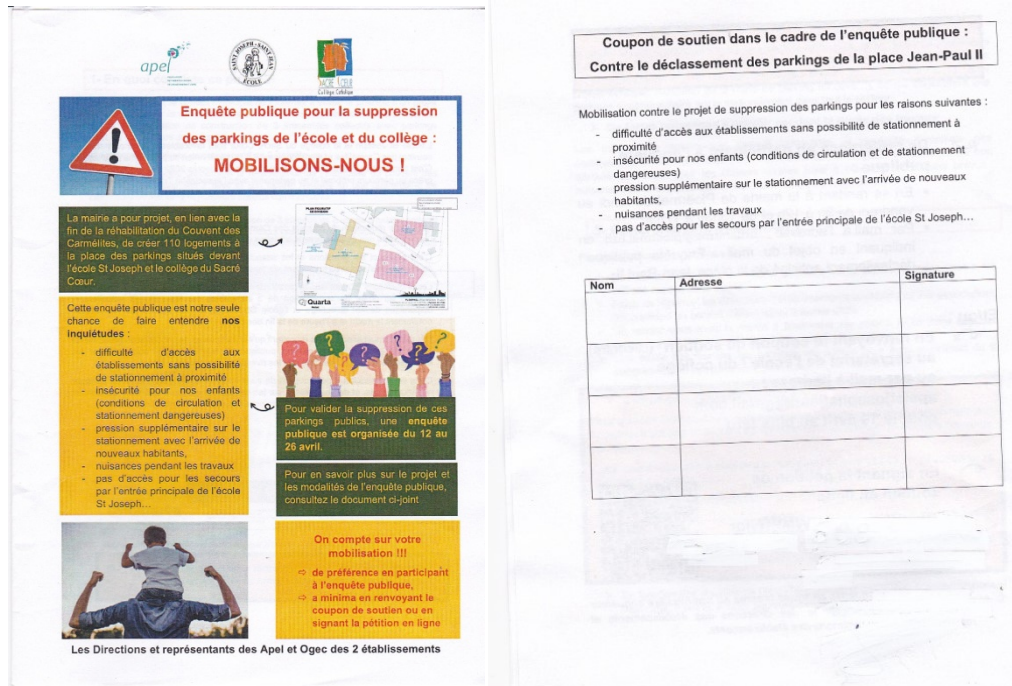 apel
SAINT JOSEPH - SAINT JEAN
ÉCOLE
SACRÉ CŒUR
Collège Catholique
Enquête publique pour la suppression
des parkings de l'école et du collège :
MOBILISONS-NOUS !
La mairie a pour projet, en lien avec la
fin de la réhabilitation du Couvent des
Carmélites, de créer 110 logements à
la place des parkings situés devant
l'école St Joseph et le collège du Sacré
Cœur.
Quarta
Cette enquête publique est notre seule
chance de faire entendre nos
inquiétudes :
- difficulté d'accès aux
établissements sans possibilité
de stationnement à proximité
- insécurité pour nos enfants
(conditions de circulation et
stationnement dangereuses)
- pression supplémentaire sur le
stationnement avec l'arrivée de
nouveaux habitants,
- nuisances pendant les travaux
- pas d'accès pour les secours
par l'entrée principale de l'école
St Joseph…
Pour valider la suppression de ces
parkings publics, une enquête
publique est organisée du 12 au
26 avril.
Pour en savoir plus sur le projet et
les modalités de l'enquête publique,
consultez le document ci-joint
On compte sur votre
mobilisation !!!
⇨ de préférence en participant
à l'enquête publique,
⇨ a minima en renvoyant le
coupon de soutien ou en
signant la pétition en ligne
Les Directions et représentants des Apel et Ogec des 2 établissements
Coupon de soutien dans le cadre de l'enquête publique :
Contre le déclassement des parkings de la place Jean-Paul II
Mobilisation contre le projet de suppression des parkings pour les raisons suivantes :
- difficulté d'accès aux établissements sans possibilité de stationnement à
proximité
- insécurité pour nos enfants (conditions de circulation et de stationnement
dangereuses)
- pression supplémentaire sur le stationnement avec l'arrivée de nouveaux
habitants,
- nuisances pendant les travaux
- pas d'accès pour les secours par l'entrée principale de l'école St Joseph…
Nom Adresse Signature